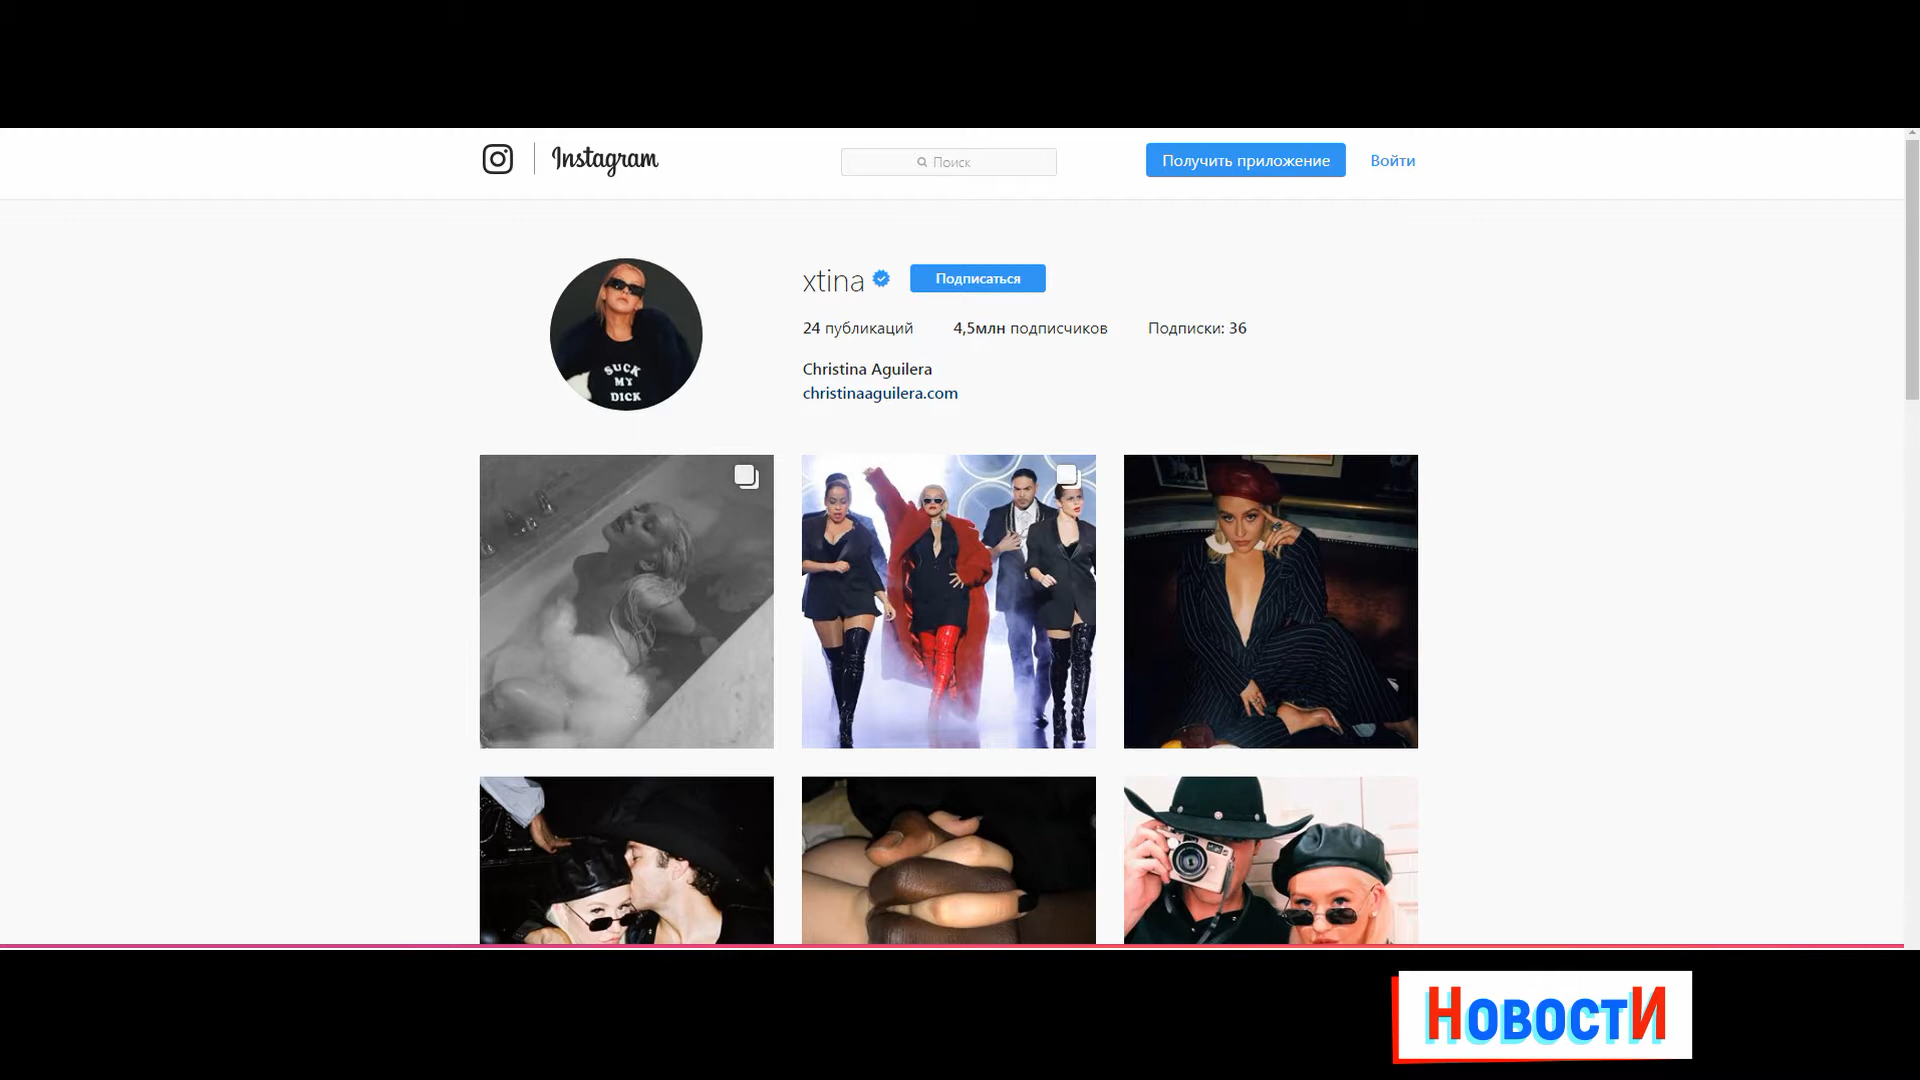 Instagram
Поиск
Получить приложение
Войти
xtina
Подписаться
24 публикаций
4,5млн подписчиков
Подписки: 36
Christina Aguilera
christinaaguilera.com
SUCK
MY
DICK
НовостИ